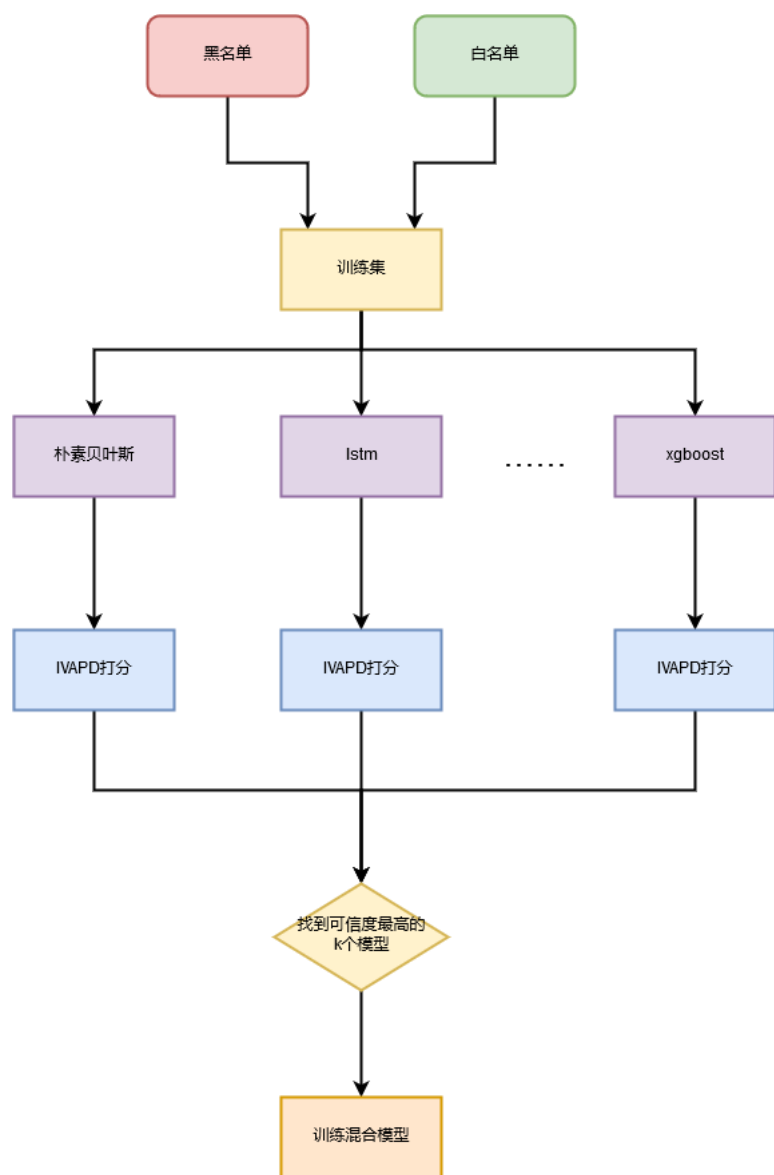 黑名单
白名单
训练集
朴素贝叶斯
lstm
······
xgboost
IVAPD打分
IVAPD打分
IVAPD打分
找到可信度最高的
k个模型
训练混合模型